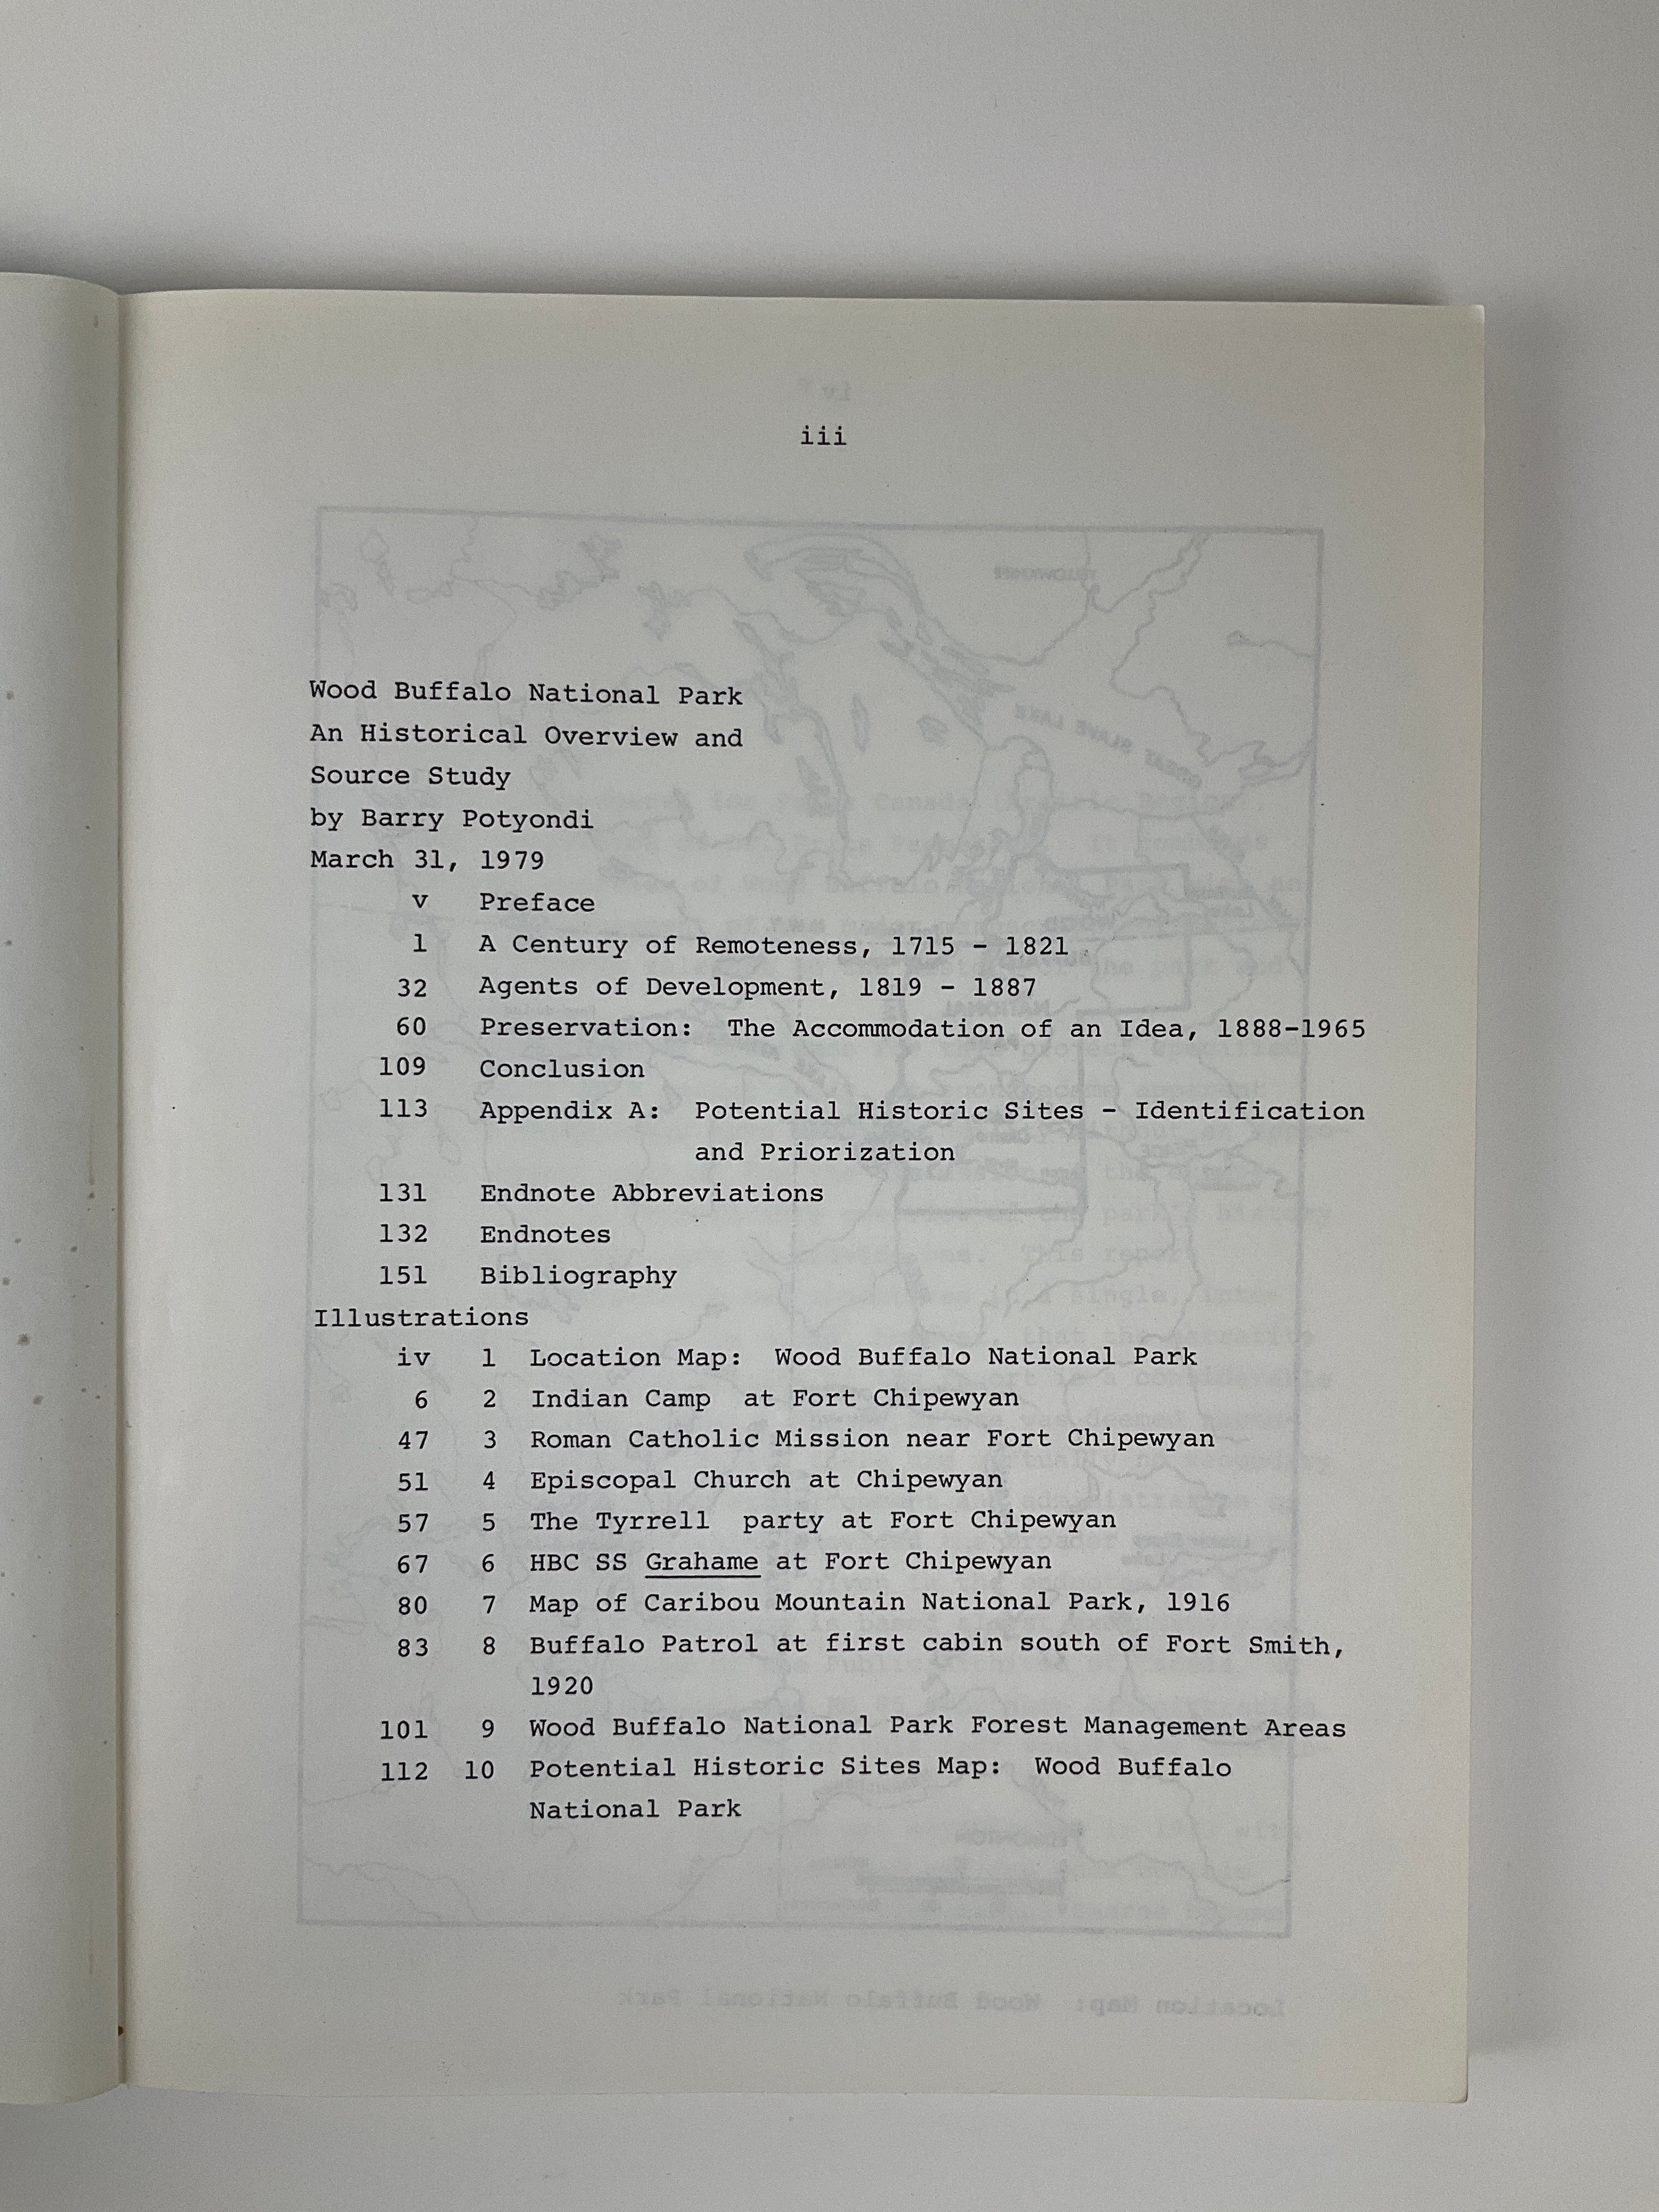 iii
Wood Buffalo National Park
An Historical Overview and
Source Study
by Barry Potyondi
March 31, 1979
v Preface
1 A Century of Remoteness, 1715 - 1821
32 Agents of Development, 1819 - 1887
60 Preservation: The Accommodation of an Idea, 1888-1965
109 Conclusion
113 Appendix A: Potential Historic Sites - Identification
and Priorization
131 Endnote Abbreviations
132 Endnotes
151 Bibliography
Illustrations
iv 1 Location Map: Wood Buffalo National Park
6 2 Indian Camp at Fort Chipewyan
47 3 Roman Catholic Mission near Fort Chipewyan
51 4 Episcopal Church at Chipewyan
57 5 The Tyrrell party at Fort Chipewyan
67 6 HBC SS Grahame at Fort Chipewyan
80 7 Map of Caribou Mountain National Park, 1916
83 8 Buffalo Patrol at first cabin south of Fort Smith,
1920
101 9 Wood Buffalo National Park Forest Management Areas
112 10 Potential Historic Sites Map: Wood Buffalo
National Park
Location Map: Wood Buffalo National Park